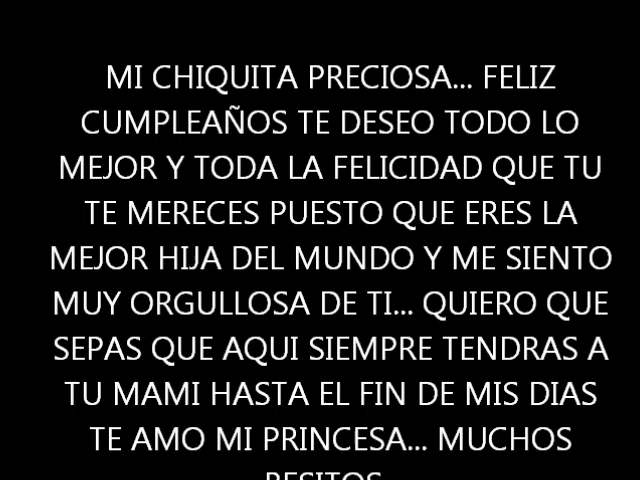 MI CHIQUITA PRECIOSA... FELIZ
CUMPLEAÑOS TE DESEO TODO LO
MEJOR Y TODA LA FELICIDAD QUE TU
TE MERECES PUESTO QUE ERES LA
MEJOR HIJA DEL MUNDO Y ME SIENTO
MUY ORGULLOSA DE TI... QUIERO QUE
SEPAS QUE AQUI SIEMPRE TENDRAS A
TU MAMI HASTA EL FIN DE MIS DIAS
TE AMO MI PRINCESA... MUCHOS
BESITOS